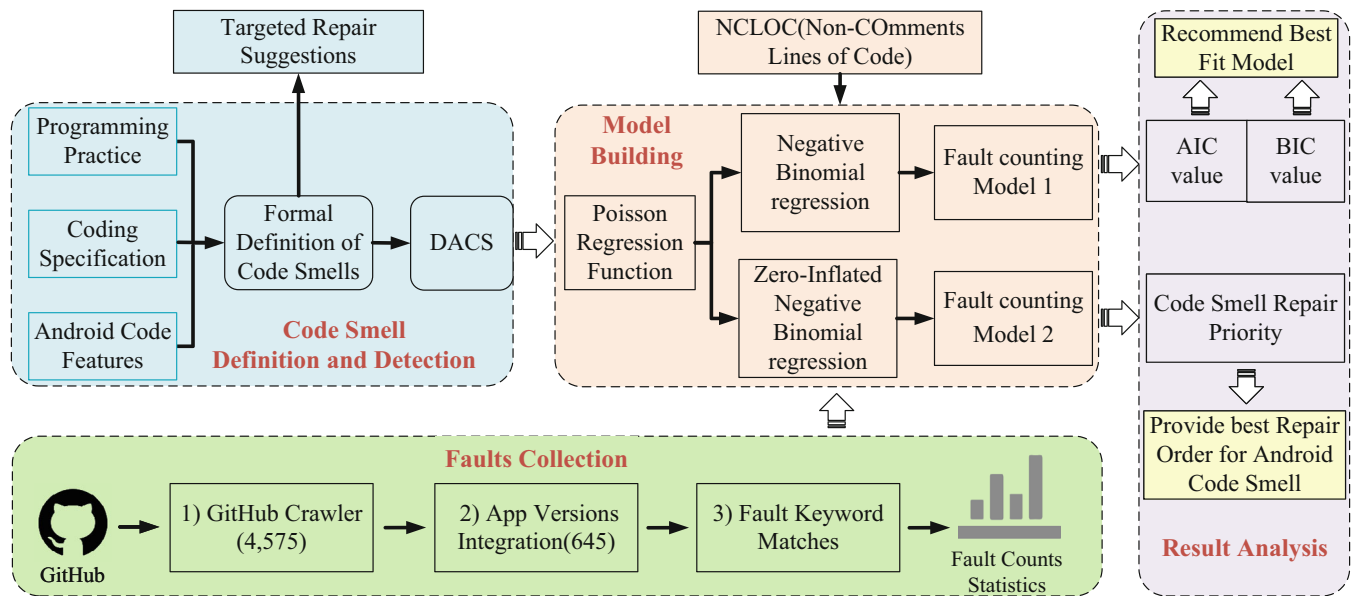 Targeted Repair
Suggestions
Programming
Practice
Coding
Specification
Android Code
Features
Formal
Definition of
Code Smells
DACS
Code Smell
Definition and Detection
NCLOC(Non-COmments
Lines of Code)
Model
Building
Poisson
Regression
Function
Negative
Binomial
regression
Fault counting
Model 1
Zero-Inflated
Negative
Binomial
regression
Fault counting
Model 2
Recommend Best
Fit Model
AIC
value
BIC
value
Code Smell Repair
Priority
Provide best Repair
Order for Android
Code Smell
Result Analysis
Faults Collection
GitHub
1) GitHub Crawler
(4,575)
2) App Versions
Integration(645)
3) Fault Keyword
Matches
Fault Counts
Statistics